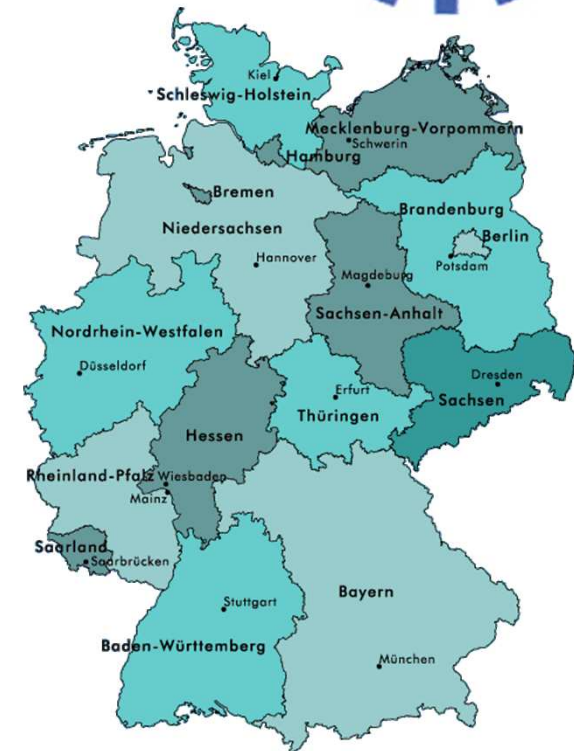 Kiel
Schleswig-Holstein
Mecklenburg-Vorpommern
Schwerin
Hamburg
Bremen
Niedersachsen
Brandenburg
Berlin
Hannover
Potsdam
Magdeburg
Sachsen-Anhalt
Nordrhein-Westfalen
Düsseldorf
Dresden
Erfurt
Sachsen
Thüringen
Hessen
Rheinland-Pfalz
Wiesbaden
Mainz
Saarland
Saarbrücken
Bayern
Stuttgart
Baden-Württemberg
München